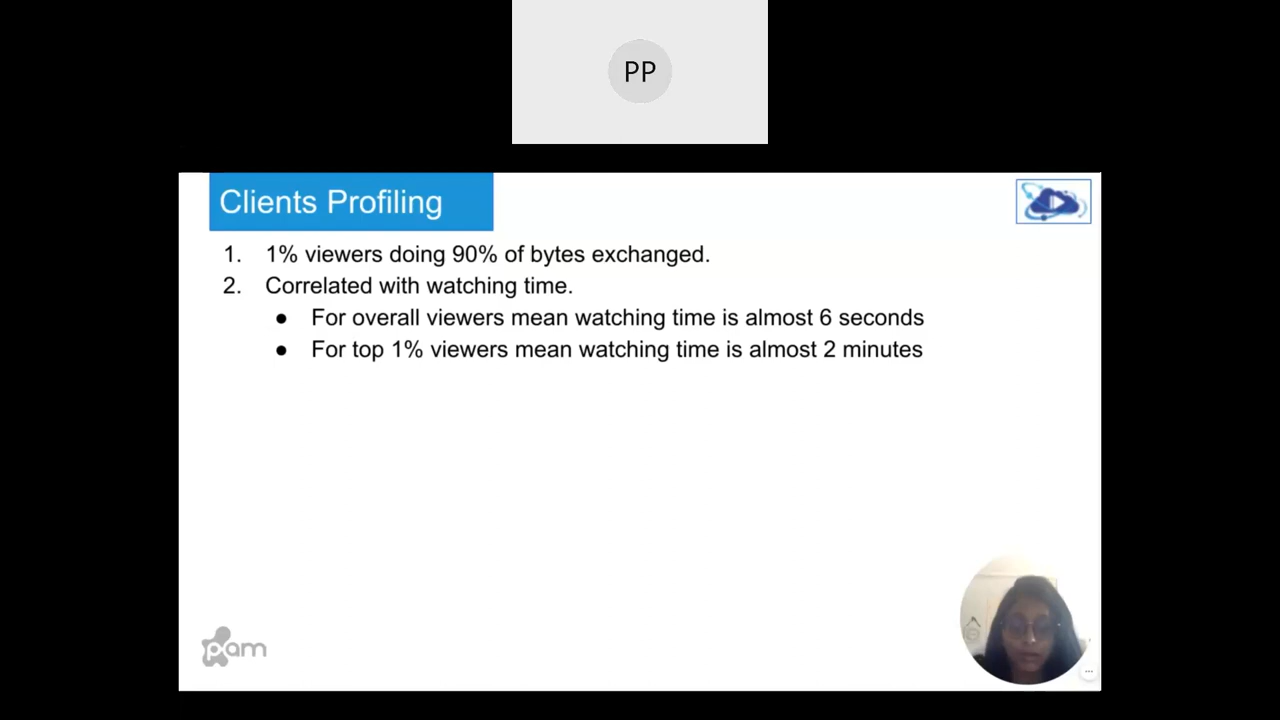 PP
Clients Profiling
1. 1% viewers doing 90% of bytes exchanged.
2. Correlated with watching time.
● For overall viewers mean watching time is almost 6 seconds
● For top 1% viewers mean watching time is almost 2 minutes
pam